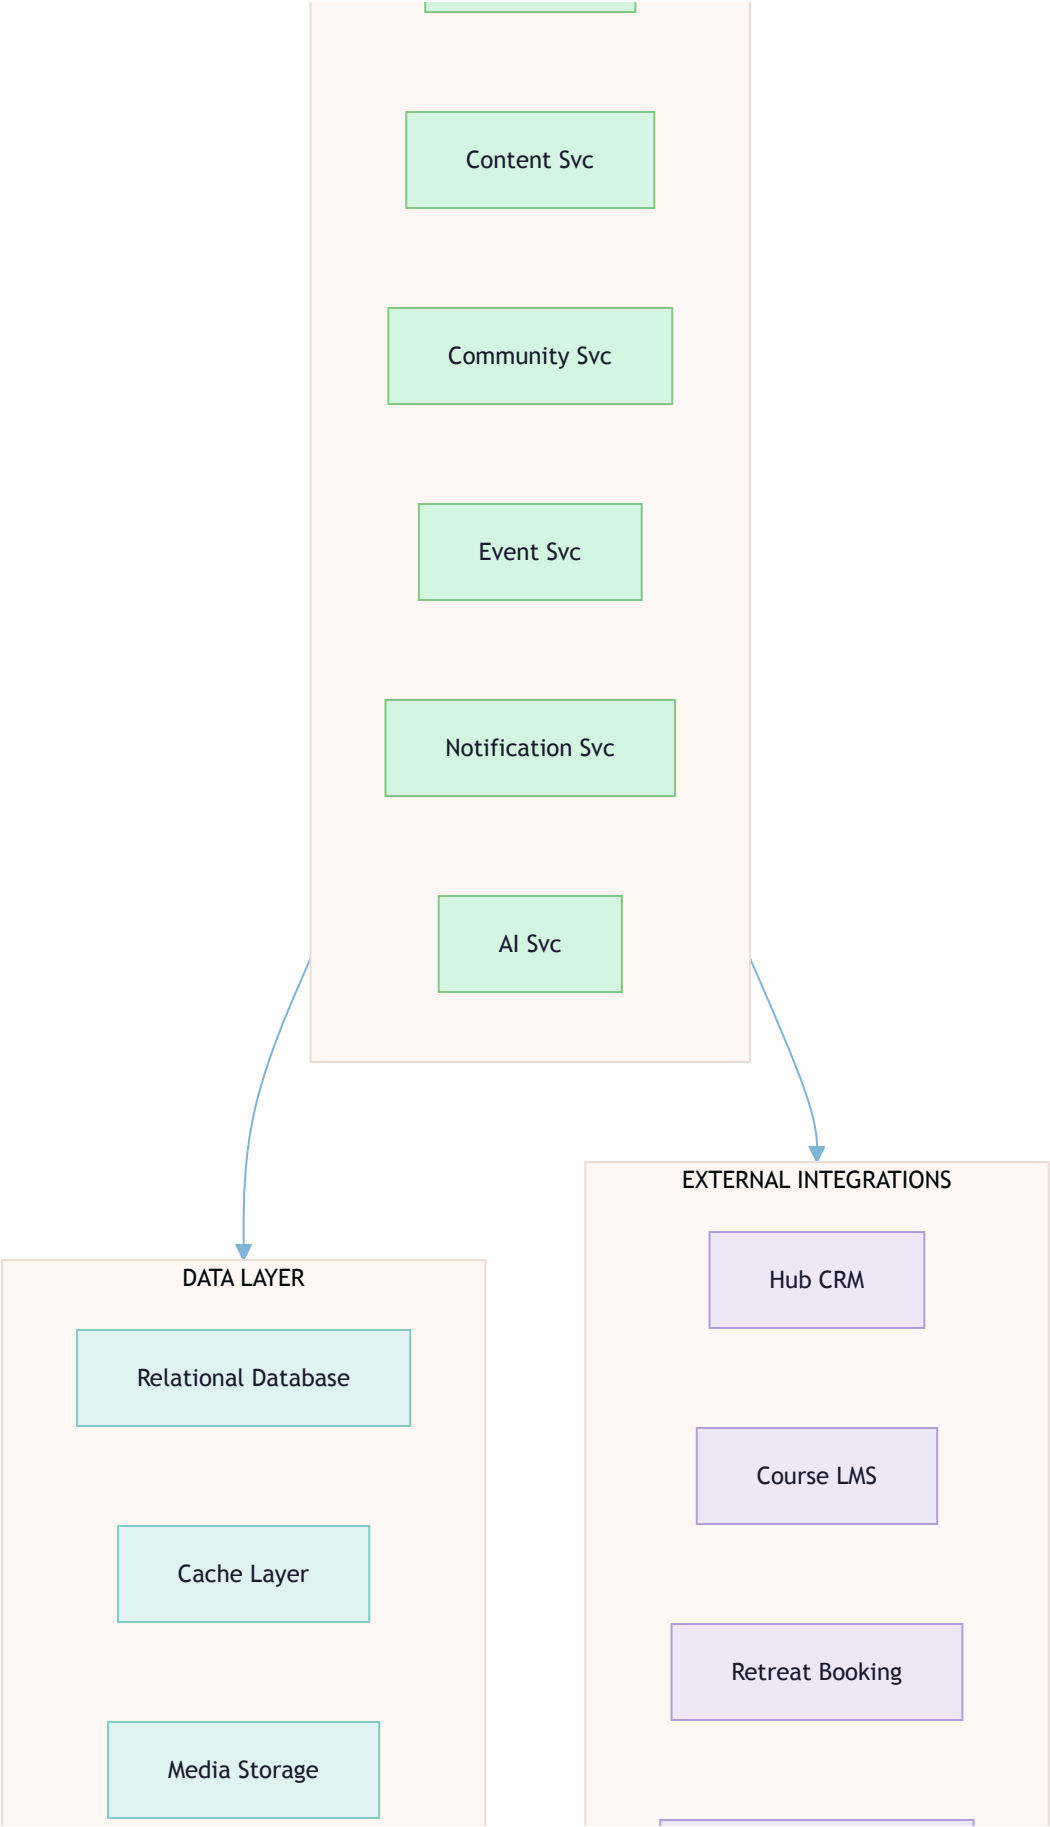 Content Svc
Community Svc
Event Svc
Notification Svc
AI Svc
DATA LAYER
Relational Database
Cache Layer
Media Storage
EXTERNAL INTEGRATIONS
Hub CRM
Course LMS
Retreat Booking